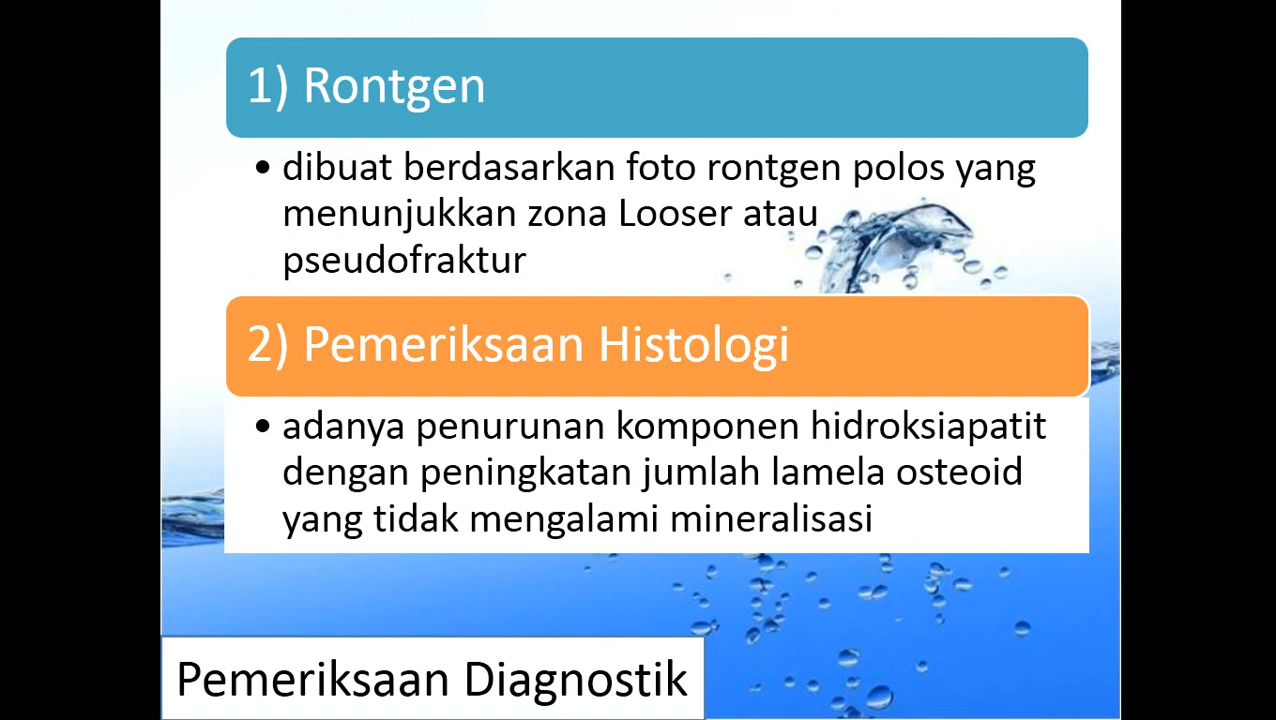 1) Rontgen
• dibuat berdasarkan foto rontgen polos yang
menunjukkan zona Looser atau
pseudofraktur
2) Pemeriksaan Histologi
• adanya penurunan komponen hidroksiapatit
dengan peningkatan jumlah lamela osteoid
yang tidak mengalami mineralisasi
Pemeriksaan Diagnostik